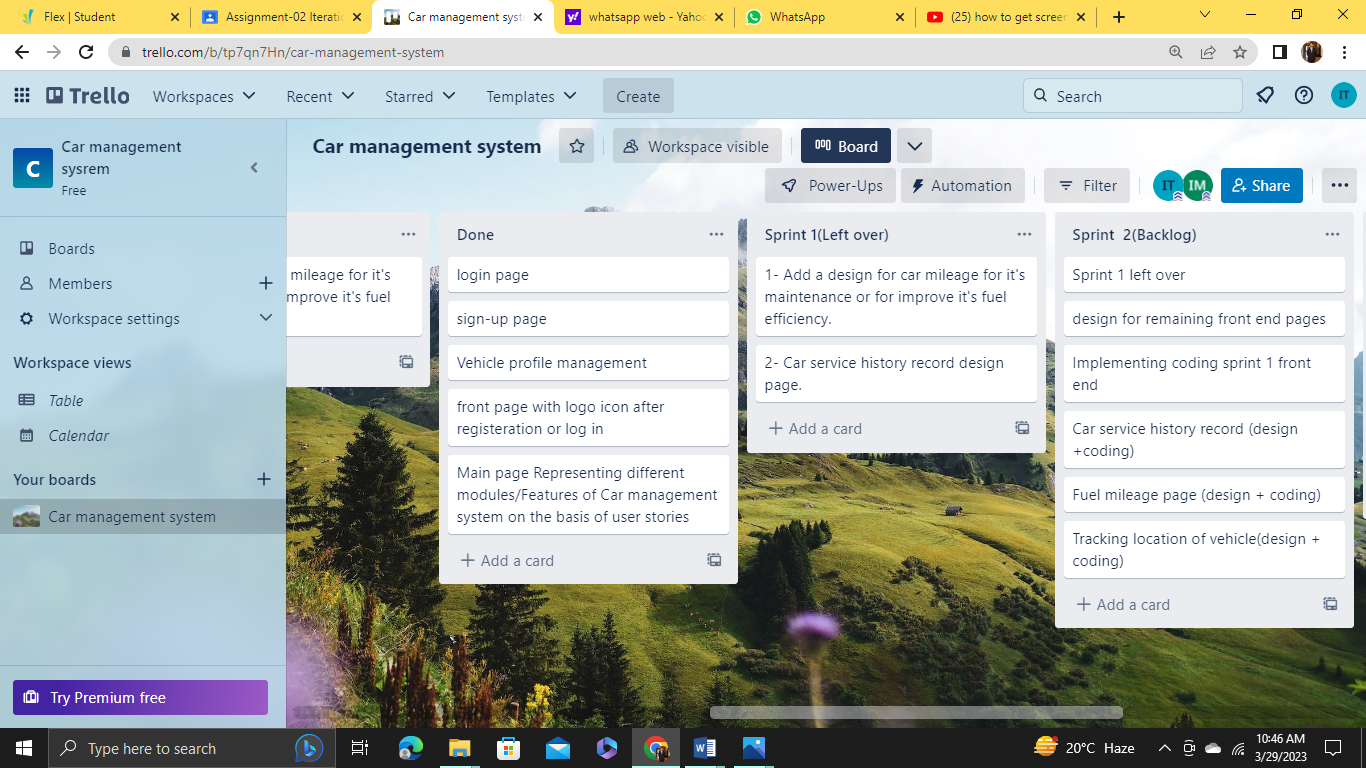 Flex | Student
Assignment-02 Iteratic
Car management syste
whatsapp web - Yahoo
WhatsApp
(25) how to get screen
trello.com/b/tp7qn7Hn/car-management-system
Trello
Workspaces
Recent
Starred
Templates
Create
Search
IT
C
Car management
sysrem
Free
Car management system
Workspace visible
Board
Power-Ups
Automation
Filter
IT
IM
Share
Boards
Members
Workspace settings
Workspace views
Table
Calendar
Your boards
Car management system
Try Premium free
mileage for it's
mprove it's fuel
Done
login page
sign-up page
Vehicle profile management
front page with logo icon after
registeration or log in
Main page Representing different
modules/Features of Car management
system on the basis of user stories
Add a card
Sprint 1(Left over)
1- Add a design for car mileage for it's
maintenance or for improve it's fuel
efficiency.
2- Car service history record design
page.
Add a card
Sprint 2(Backlog)
Sprint 1 left over
design for remaining front end pages
Implementing coding sprint 1 front
end
Car service history record (design
+coding)
Fuel mileage page (design + coding)
Tracking location of vehicle(design +
coding)
Add a card
Type here to search
20°C Haze
10:46 AM
3/29/2023